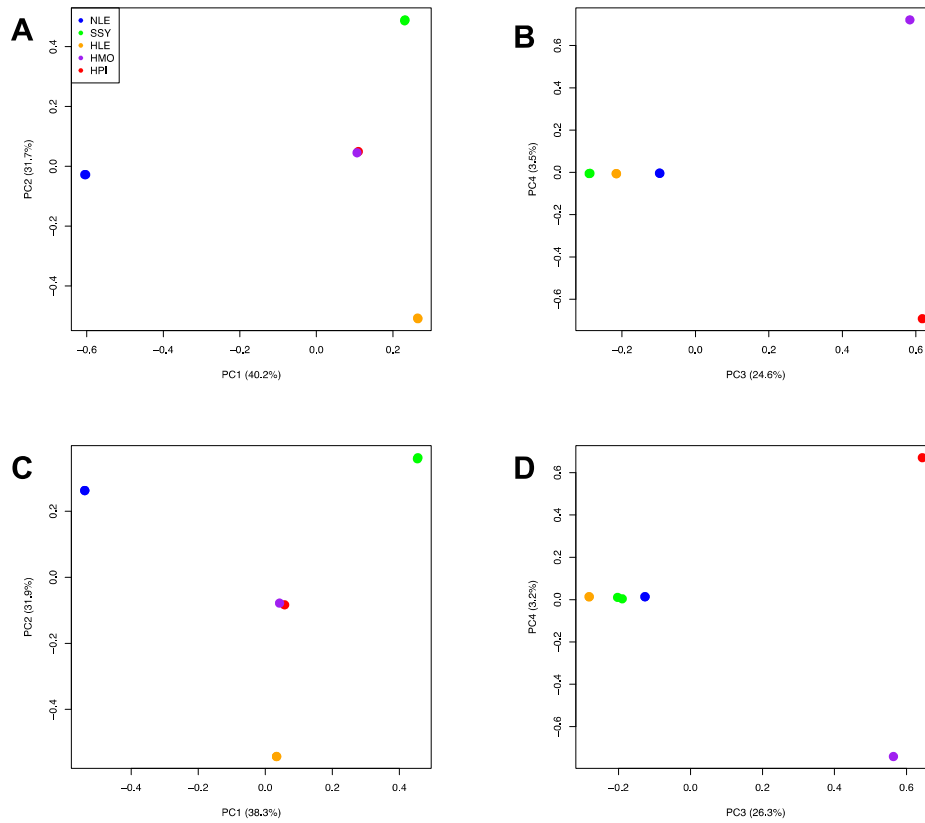 A
NLE
SSY
HLE
HMO
HPI
0.4
0.2
0.0
−0.2
−0.4
PC2 (31.7%)
−0.6
−0.4
−0.2
0.0
0.2
PC1 (40.2%)
B
0.6
0.4
0.2
0.0
−0.2
−0.4
−0.6
PC4 (3.5%)
−0.2
0.0
0.2
0.4
0.6
PC3 (24.6%)
C
0.2
0.0
−0.2
−0.4
PC2 (31.9%)
−0.4
−0.2
0.0
0.2
0.4
PC1 (38.3%)
D
0.6
0.4
0.2
0.0
−0.2
−0.4
−0.6
PC4 (3.2%)
−0.2
0.0
0.2
0.4
0.6
PC3 (26.3%)